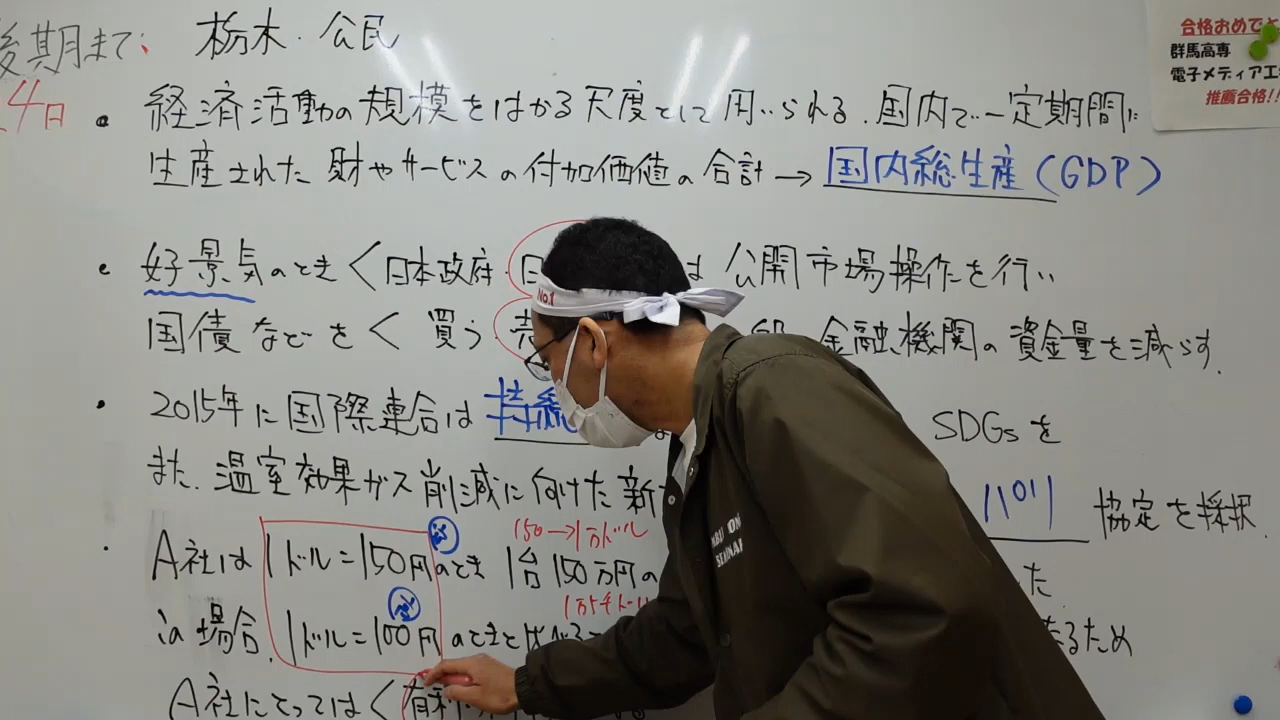 後期まで、 栃木・公民
4日
・経済活動の規模をはかる尺度として用いられる、国内で一定期間に
生産された財やサービスの付加価値の合計→国内総生産(GDP)
・好景気のとき〈日本政府・日 は公開市場操作を行い
国債などを〈買う・売 金融機関の資金量を減らす
・2015年に国際連合は持続 SDGsを
また、温室効果ガス削減に向けた新 パリ 協定を採択
150→1万ドル
・A社は1ドル=150円のとき1台150万円の た
1万5千ドル
い場合、1ドル=100円のときと比べる なるため
A社にとっては〈有利
No.1
SEMINAR
合格おめでと
群馬高専
電子メディア工
推薦合格!!